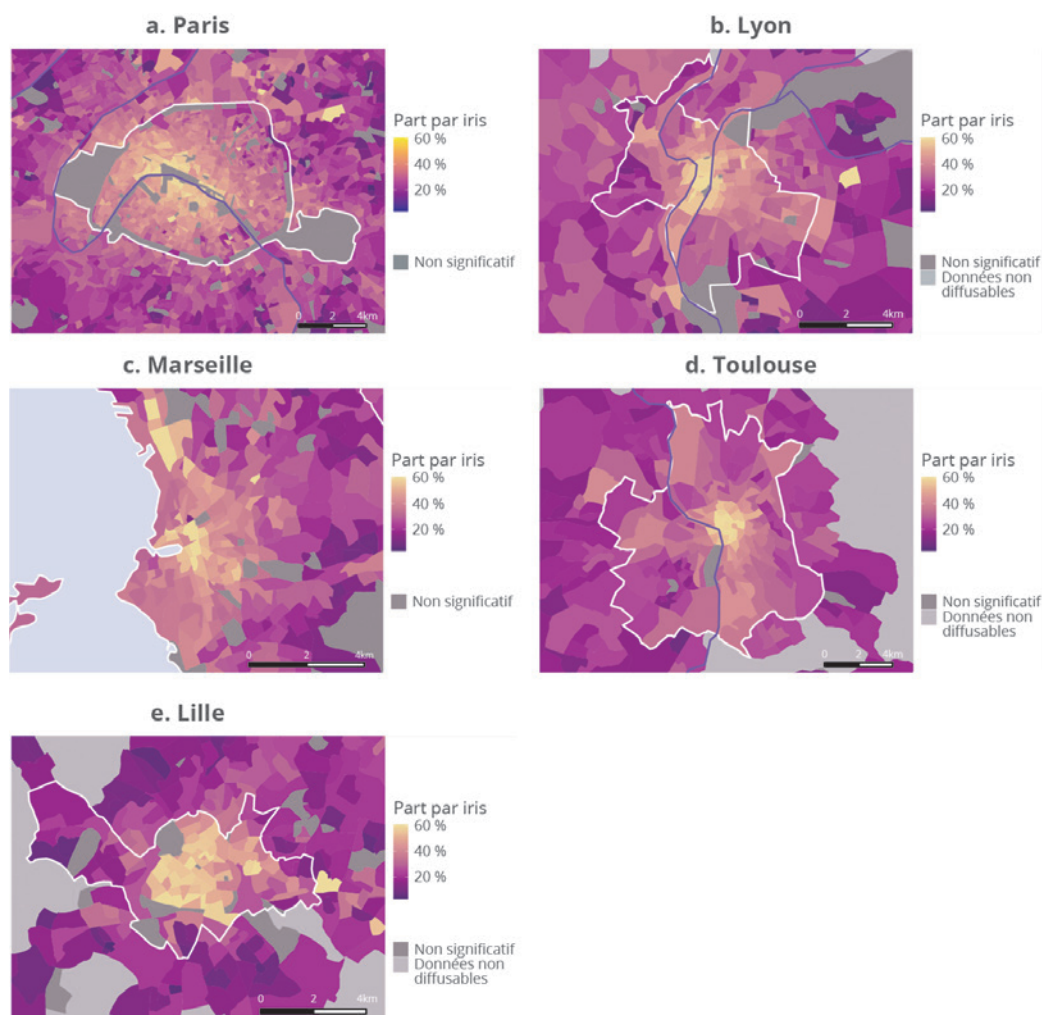 a. Paris
Part par iris
60 %
40 %
20 %
Non significatif
0 2 4km
b. Lyon
Part par iris
60 %
40 %
20 %
Non significatif
Données non
diffusables
0 2 4km
c. Marseille
Part par iris
60 %
40 %
20 %
Non significatif
0 2 4km
d. Toulouse
Part par iris
60 %
40 %
20 %
Non significatif
Données non
diffusables
0 2 4km
e. Lille
Part par iris
60 %
40 %
20 %
Non significatif
Données non
diffusables
0 2 4km